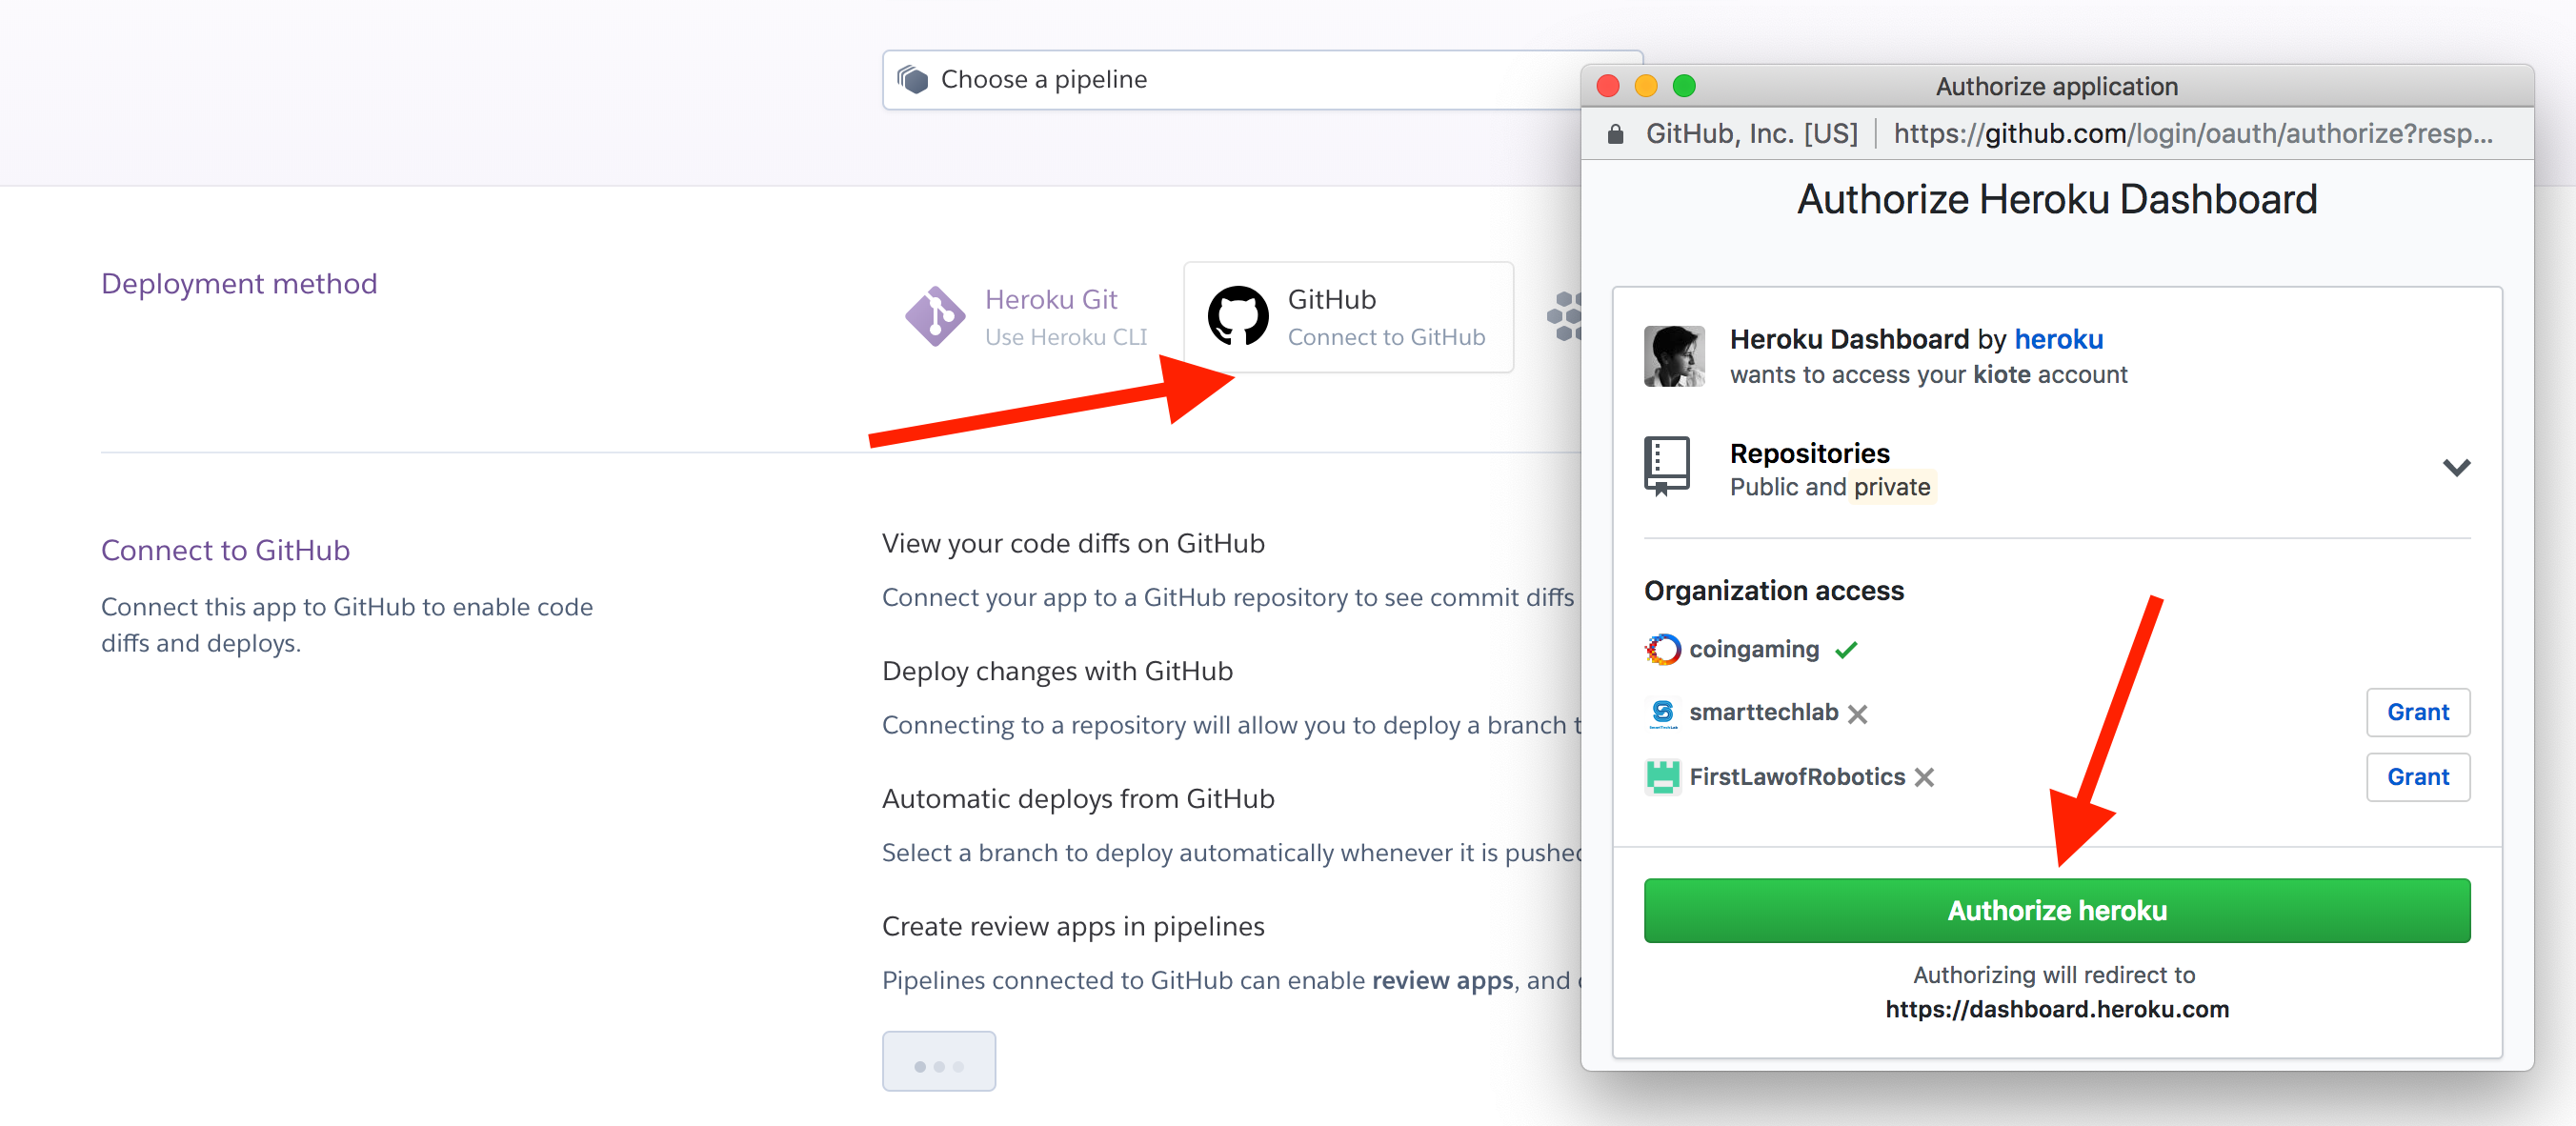 Choose a pipeline
Deployment method
Heroku Git
Use Heroku CLI
GitHub
Connect to GitHub
Connect to GitHub
Connect this app to GitHub to enable code
diffs and deploys.
View your code diffs on GitHub
Connect your app to a GitHub repository to see commit diffs
Deploy changes with GitHub
Connecting to a repository will allow you to deploy a branch
Automatic deploys from GitHub
Select a branch to deploy automatically whenever it is pushed
Create review apps in pipelines
Pipelines connected to GitHub can enable review apps, and
Authorize application
GitHub, Inc. [US] https://github.com/login/oauth/authorize?resp...
Authorize Heroku Dashboard
Heroku Dashboard by heroku
wants to access your kiote account
Repositories
Public and private
Organization access
coingaming
smarttechlab
Grant
FirstLawofRobotics
Grant
Authorize heroku
Authorizing will redirect to
https://dashboard.heroku.com